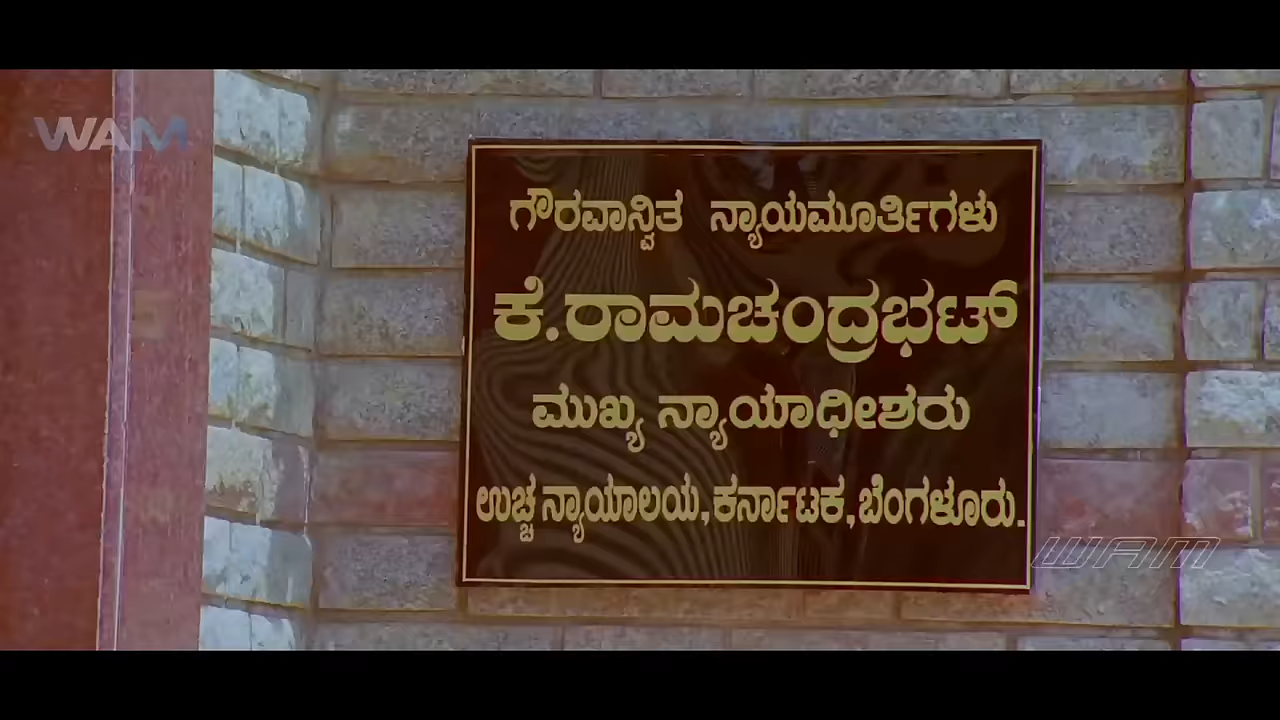 WAM
ಗೌರವಾನ್ವಿತ ನ್ಯಾಯಮೂರ್ತಿಗಳು
ಕೆ.ರಾಮಚಂದ್ರಭಟ್
ಮುಖ್ಯ ನ್ಯಾಯಾಧೀಶರು
ಉಚ್ಚ ನ್ಯಾಯಾಲಯ,ಕರ್ನಾಟಕ,ಬೆಂಗಳೂರು.
WAM